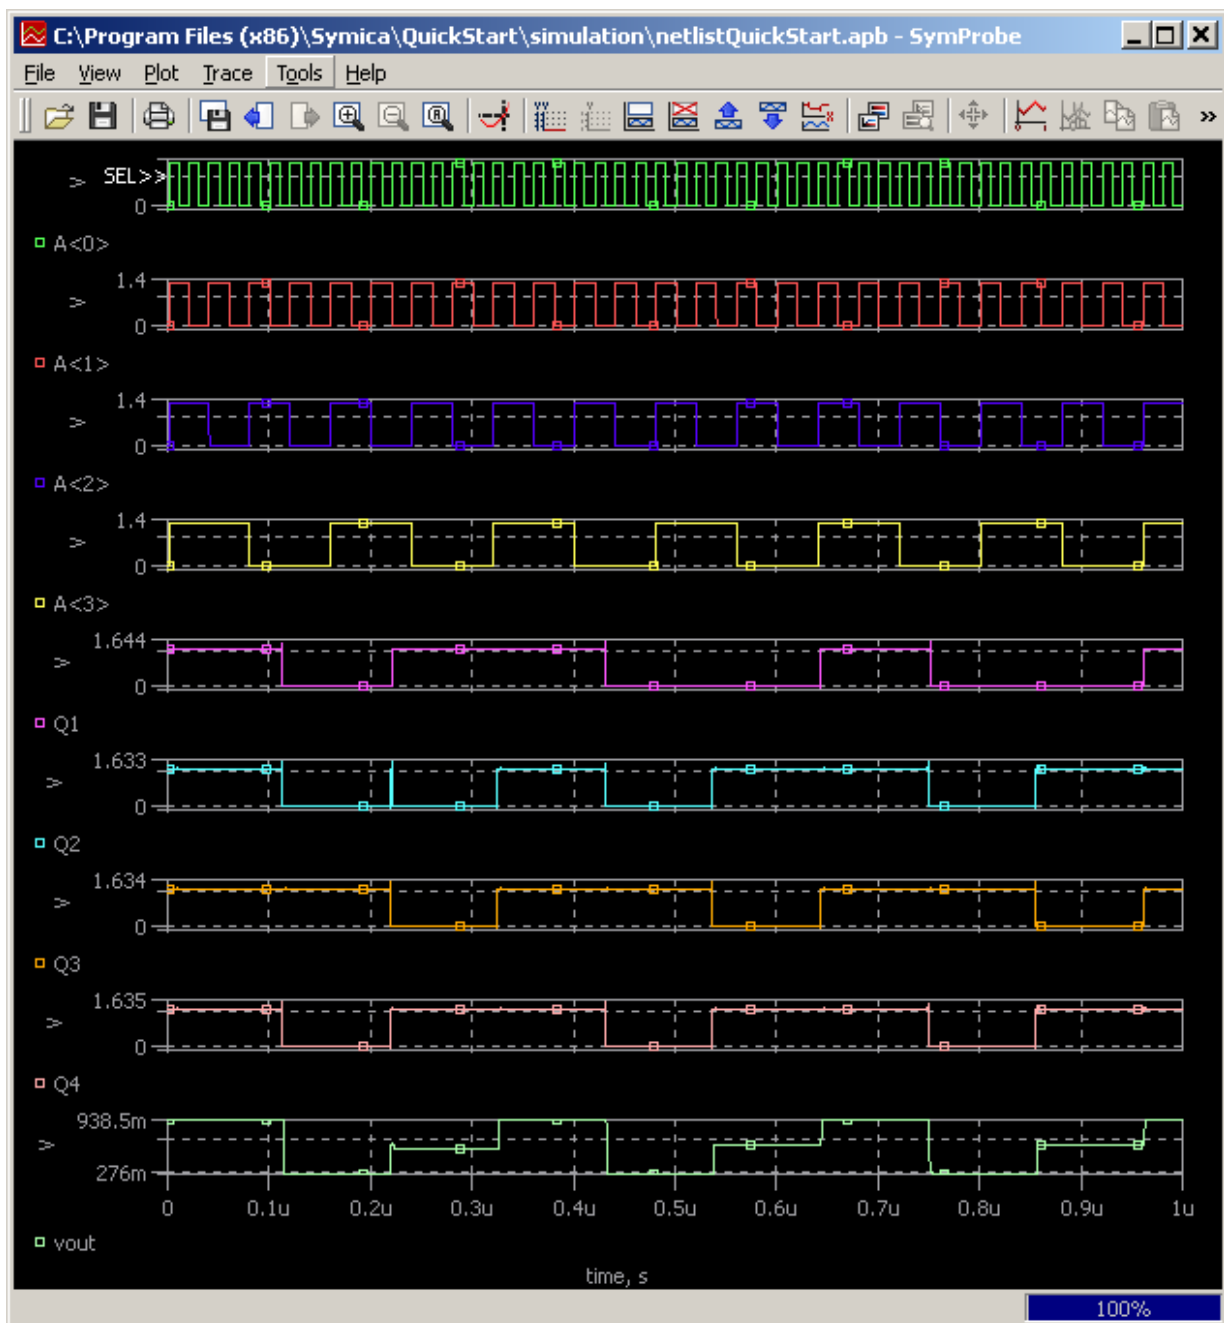 C:\Program Files (x86)\Symica\QuickStart\simulation\netlistQuickStart.apb - SymProbe
File View Plot Trace Tools Help
SEL>>
>
0
A<0>
1.4
>
0
A<1>
1.4
>
0
A<2>
1.4
>
0
A<3>
1.644
>
0
Q1
1.633
>
0
Q2
1.634
>
0
Q3
1.635
>
0
Q4
938.5m
>
276m
0 0.1u 0.2u 0.3u 0.4u 0.5u 0.6u 0.7u 0.8u 0.9u 1u
vout
time, s
100%